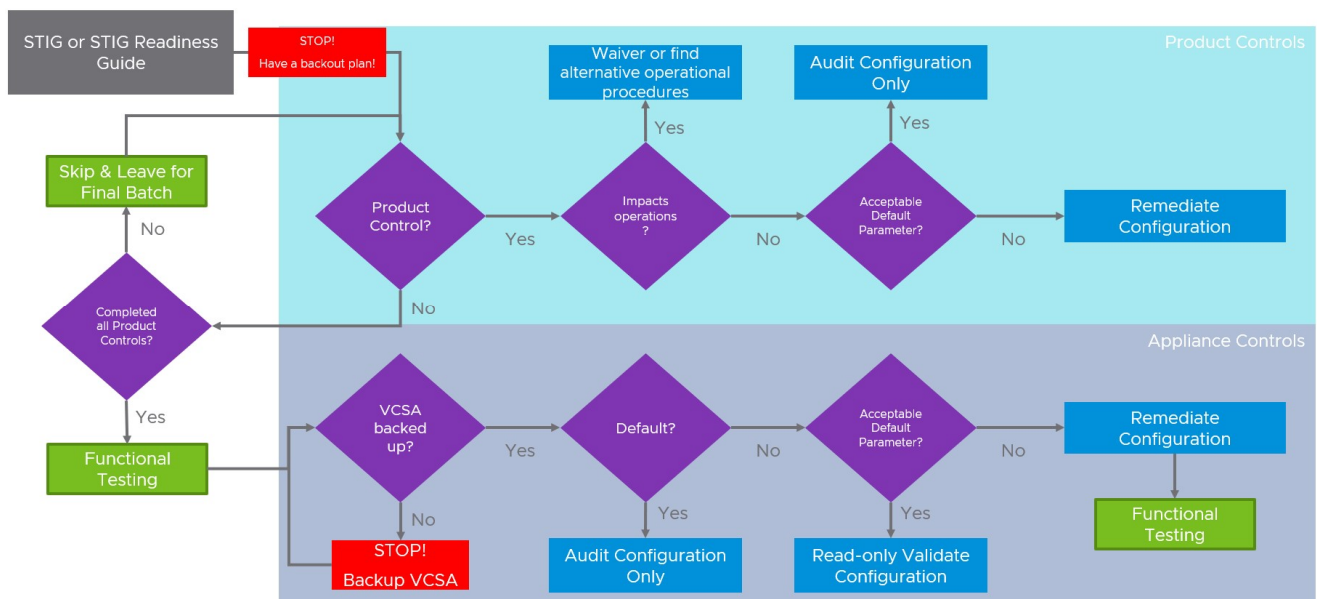 STIG or STIG Readiness
Guide
STOP!
Have a backout plan!
Product Controls
Waiver or find
alternative operational
procedures
Audit Configuration
Only
Yes
Yes
Skip & Leave for
Final Batch
Product
Control?
Impacts
operations
?
Acceptable
Default
Parameter?
Remediate
Configuration
No
Yes
No
No
No
Completed
all Product
Controls?
Appliance Controls
Yes
VCSA
backed
up?
Default?
Acceptable
Default
Parameter?
Remediate
Configuration
Functional
Testing
Yes
No
No
No
Yes
Yes
STOP!
Backup VCSA
Audit Configuration
Only
Read-only Validate
Configuration
Functional
Testing